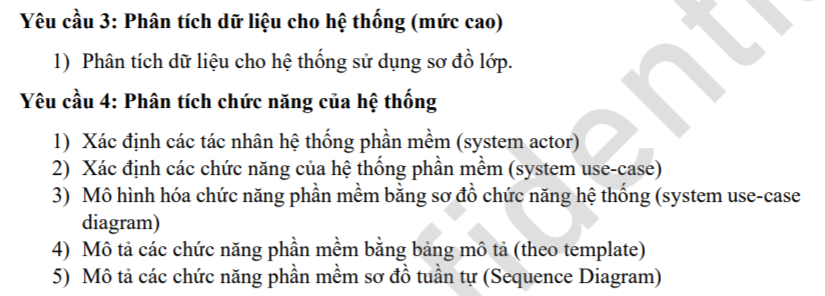 Yêu cầu 3: Phân tích dữ liệu cho hệ thống (mức cao)
1) Phân tích dữ liệu cho hệ thống sử dụng sơ đồ lớp.
Yêu cầu 4: Phân tích chức năng của hệ thống
1) Xác định các tác nhân hệ thống phần mềm (system actor)
2) Xác định các chức năng của hệ thống phần mềm (system use-case)
3) Mô hình hóa chức năng phần mềm bằng sơ đồ chức năng hệ thống (system use-case
diagram)
4) Mô tả các chức năng phần mềm bằng bảng mô tả (theo template)
5) Mô tả các chức năng phần mềm sơ đồ tuần tự (Sequence Diagram)
fidenti